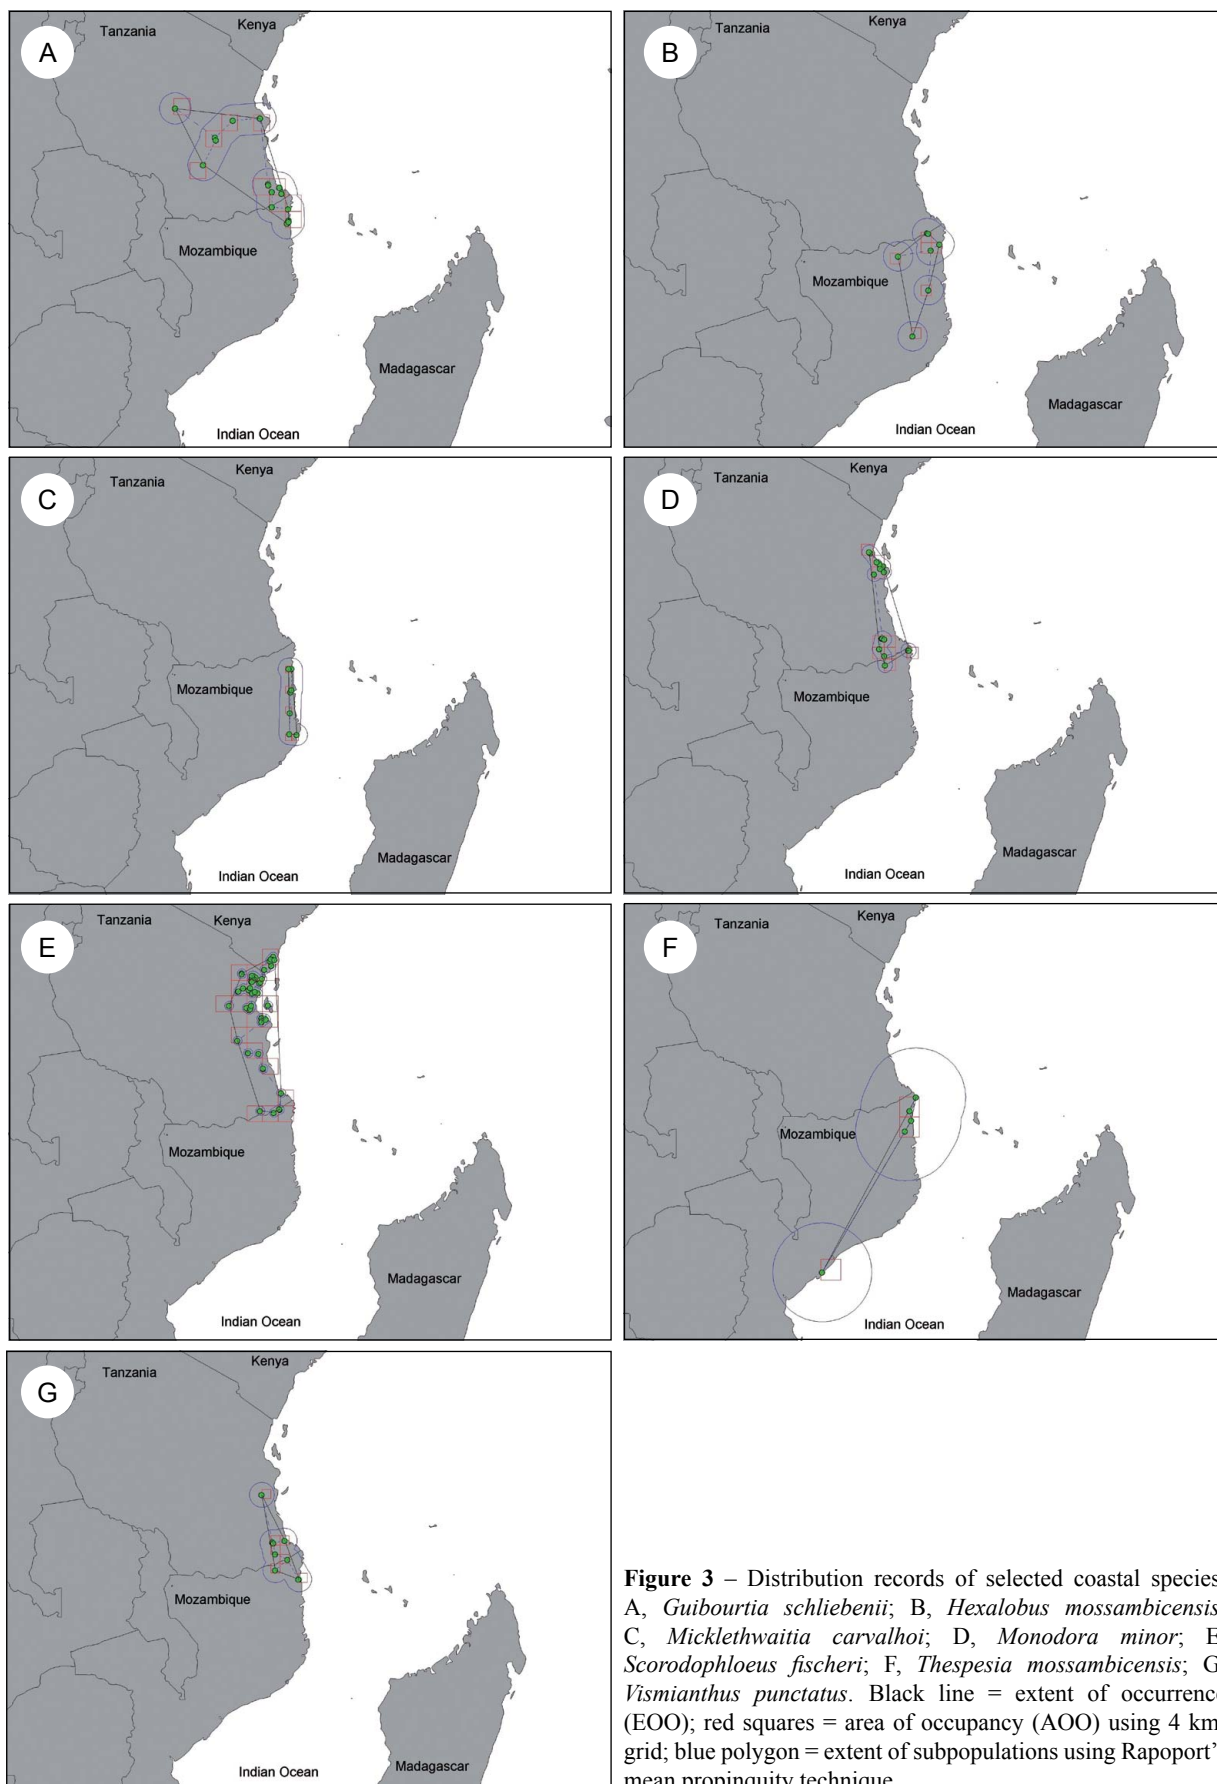 A
Tanzania
Kenya
Mozambique
Madagascar
Indian Ocean
B
Tanzania
Kenya
Mozambique
Madagascar
Indian Ocean
C
Tanzania
Kenya
Mozambique
Madagascar
Indian Ocean
D
Tanzania
Kenya
Mozambique
Madagascar
Indian Ocean
E
Tanzania
Kenya
Mozambique
Madagascar
Indian Ocean
F
Tanzania
Kenya
Mozambique
Madagascar
Indian Ocean
G
Tanzania
Kenya
Mozambique
Madagascar
Figure 3 – Distribution records of selected coastal species
A, Guibourtia schliebenii; B, Hexalobus mossambicensis
C, Micklethwaitia carvalhoi; D, Monodora minor; E
Scorodophloeus fischeri; F, Thespesia mossambicensis; G
Vismianthus punctatus. Black line = extent of occurrence
(EOO); red squares = area of occupancy (AOO) using 4 km
grid; blue polygon = extent of subpopulations using Rapoport'
mean propinquity technique